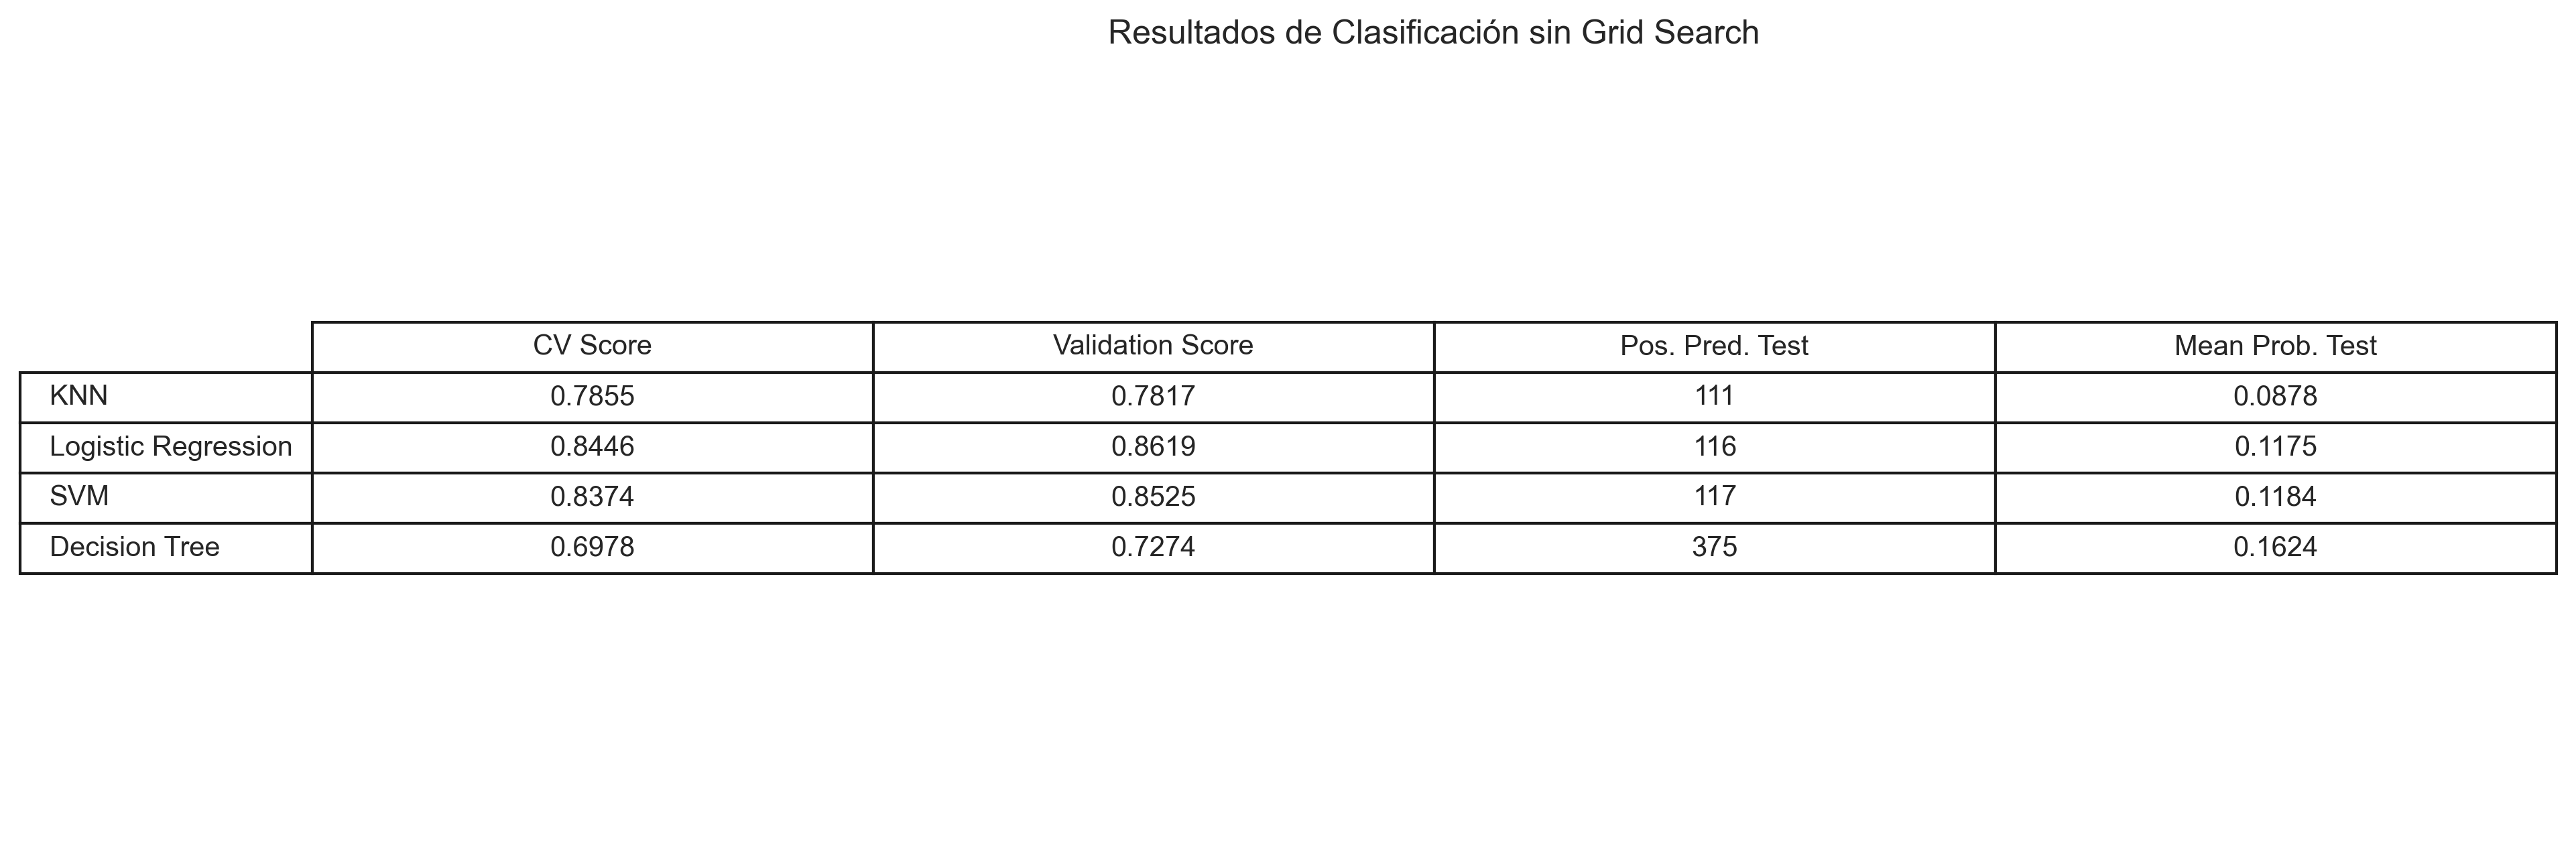 Resultados de Clasificación sin Grid Search
CV Score Validation Score Pos. Pred. Test Mean Prob. Test
KNN 0.7855 0.7817 111 0.0878
Logistic Regression 0.8446 0.8619 116 0.1175
SVM 0.8374 0.8525 117 0.1184
Decision Tree 0.6978 0.7274 375 0.1624